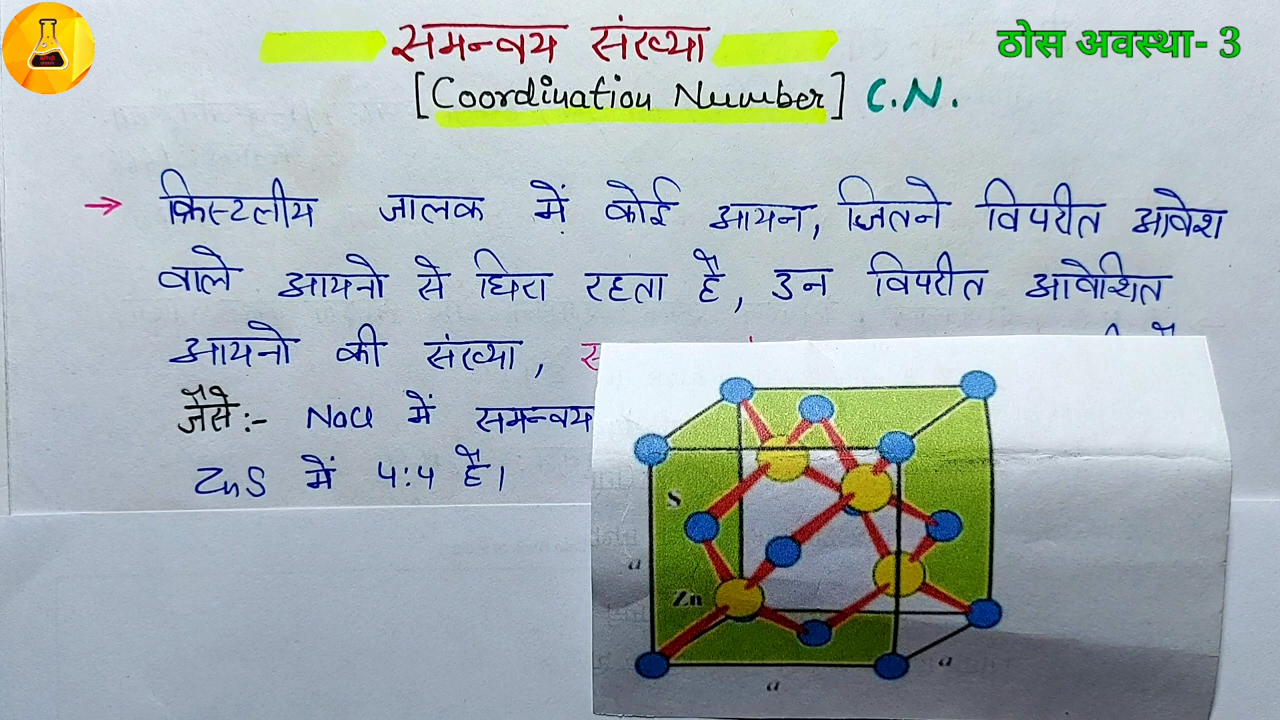 समन्वय संख्या
ठोस अवस्था- 3
[Coordination Number] C.N.
→ क्रिस्टलीय जालक में कोई आयन, जितने विपरीत आवेश
वाले आयनो से घिरा रहता है, उन विपरीत आवेशित
आयनो की संख्या,
जैसे:- NaCl में समन्वय
ZnS में 4:4 है।
S
a
Zn
a
a